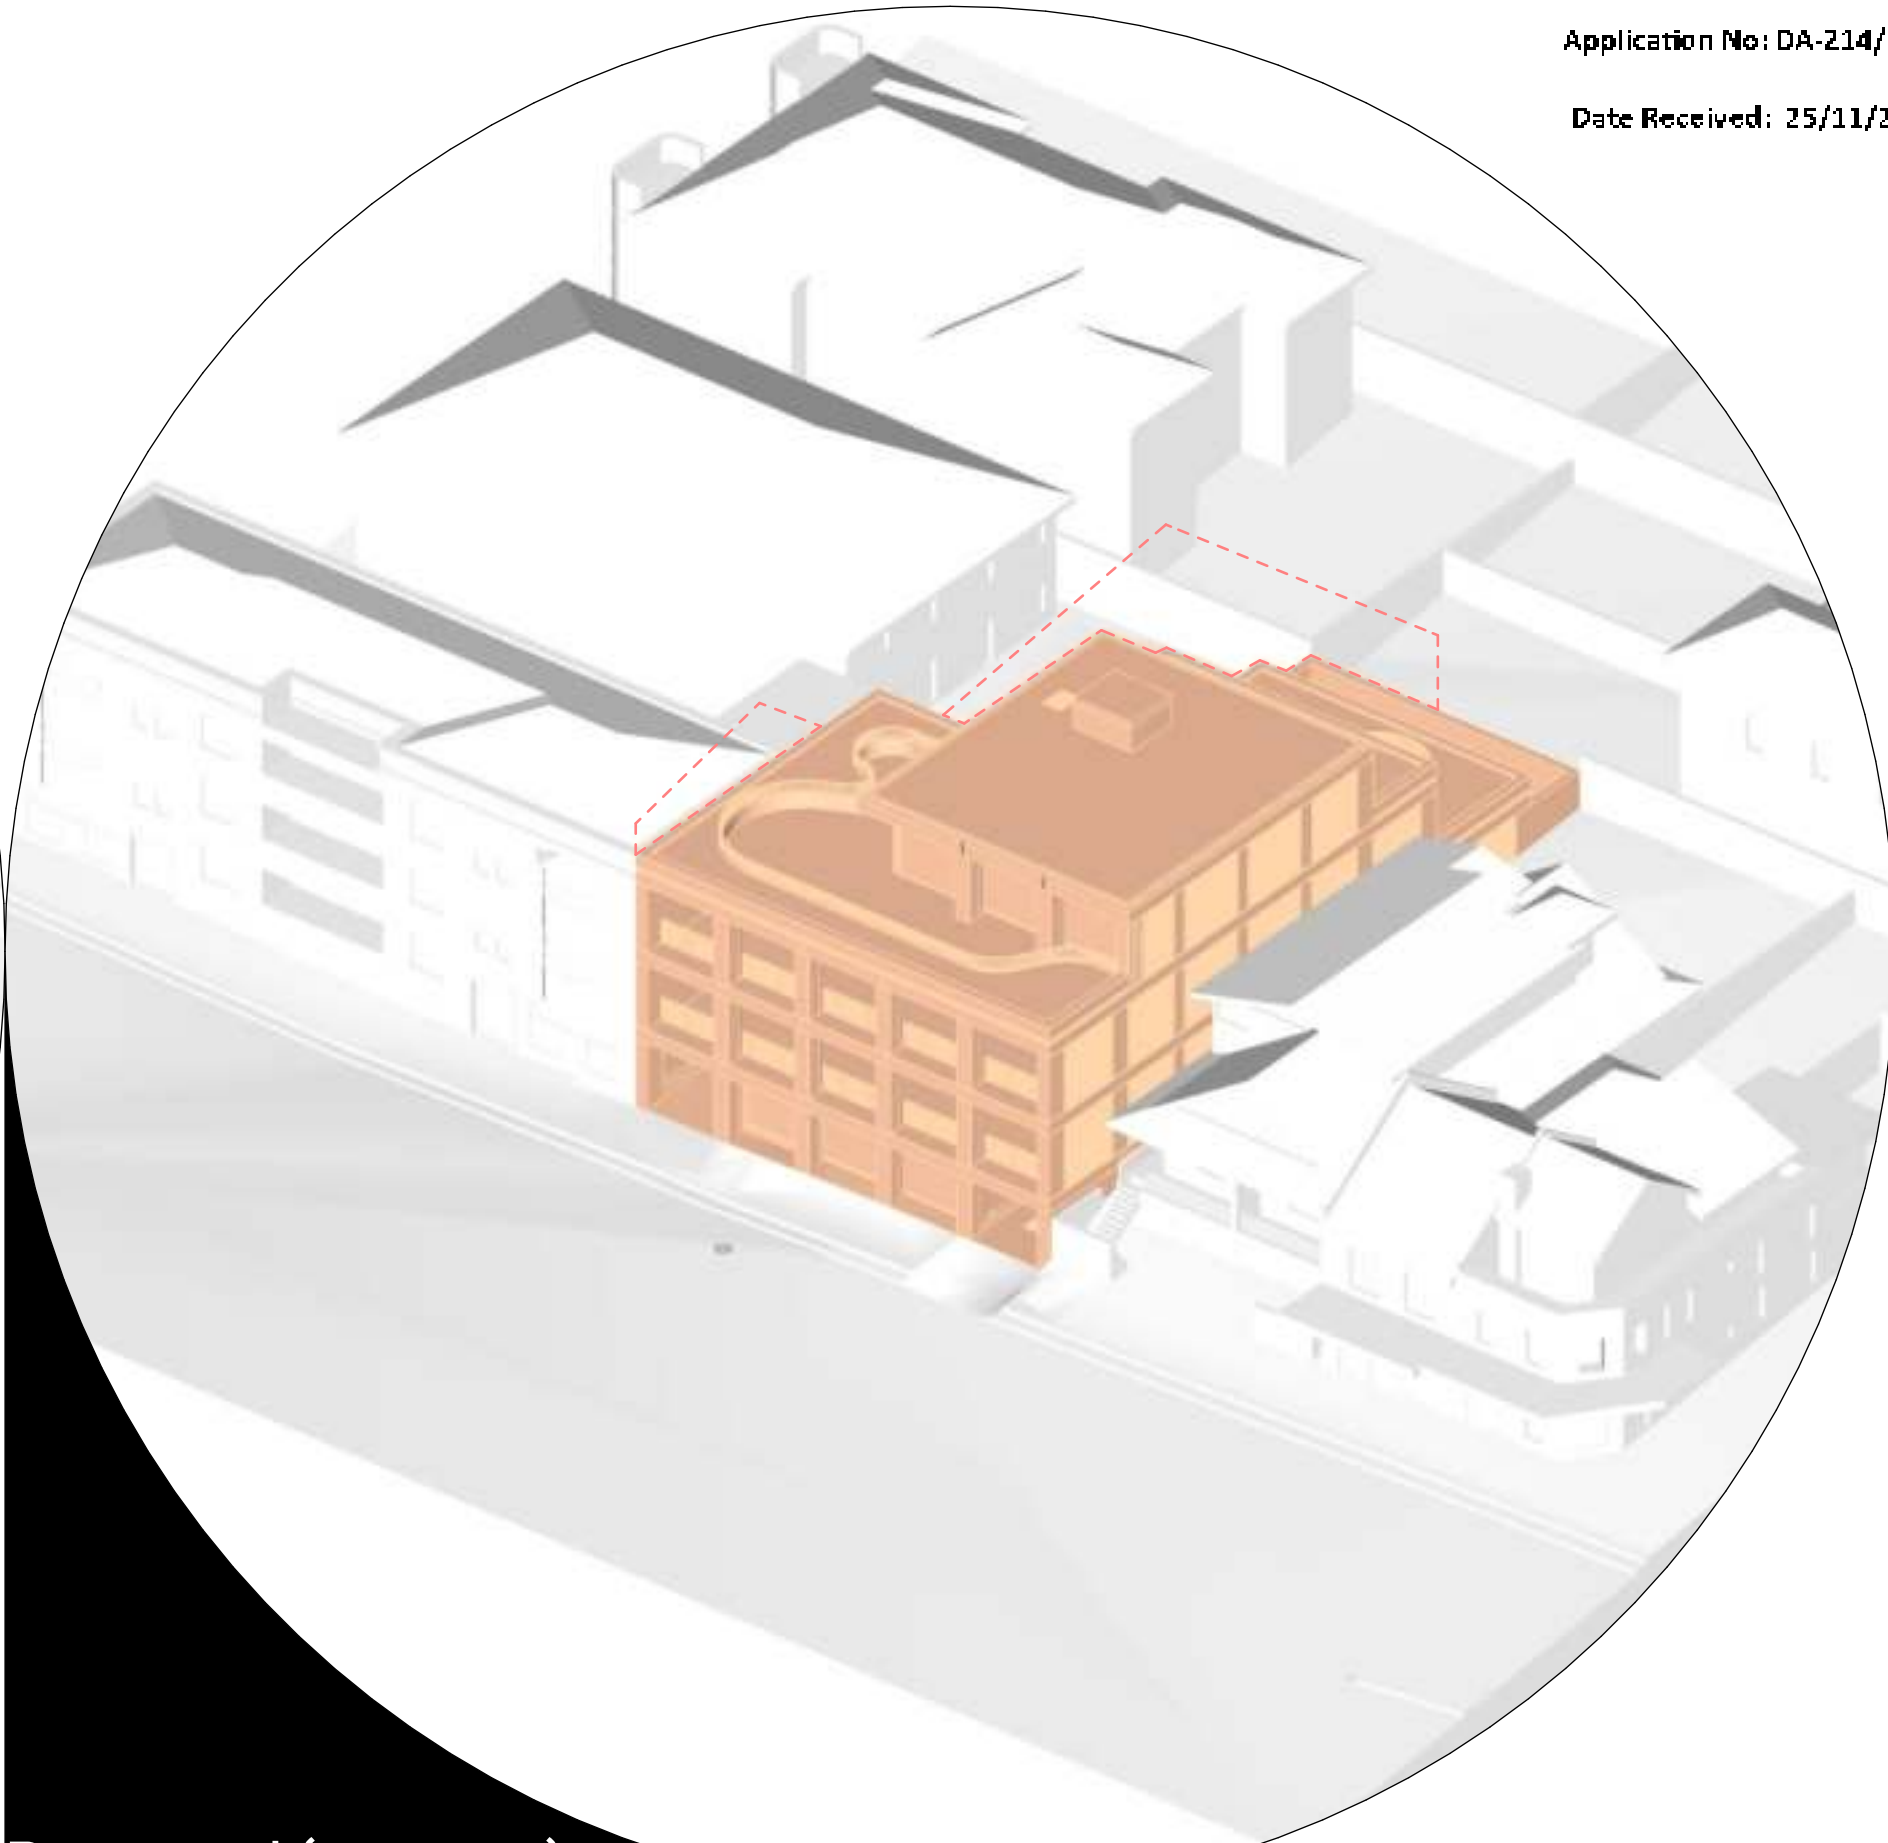 Application No: DA-214/
Date Received: 25/11/2